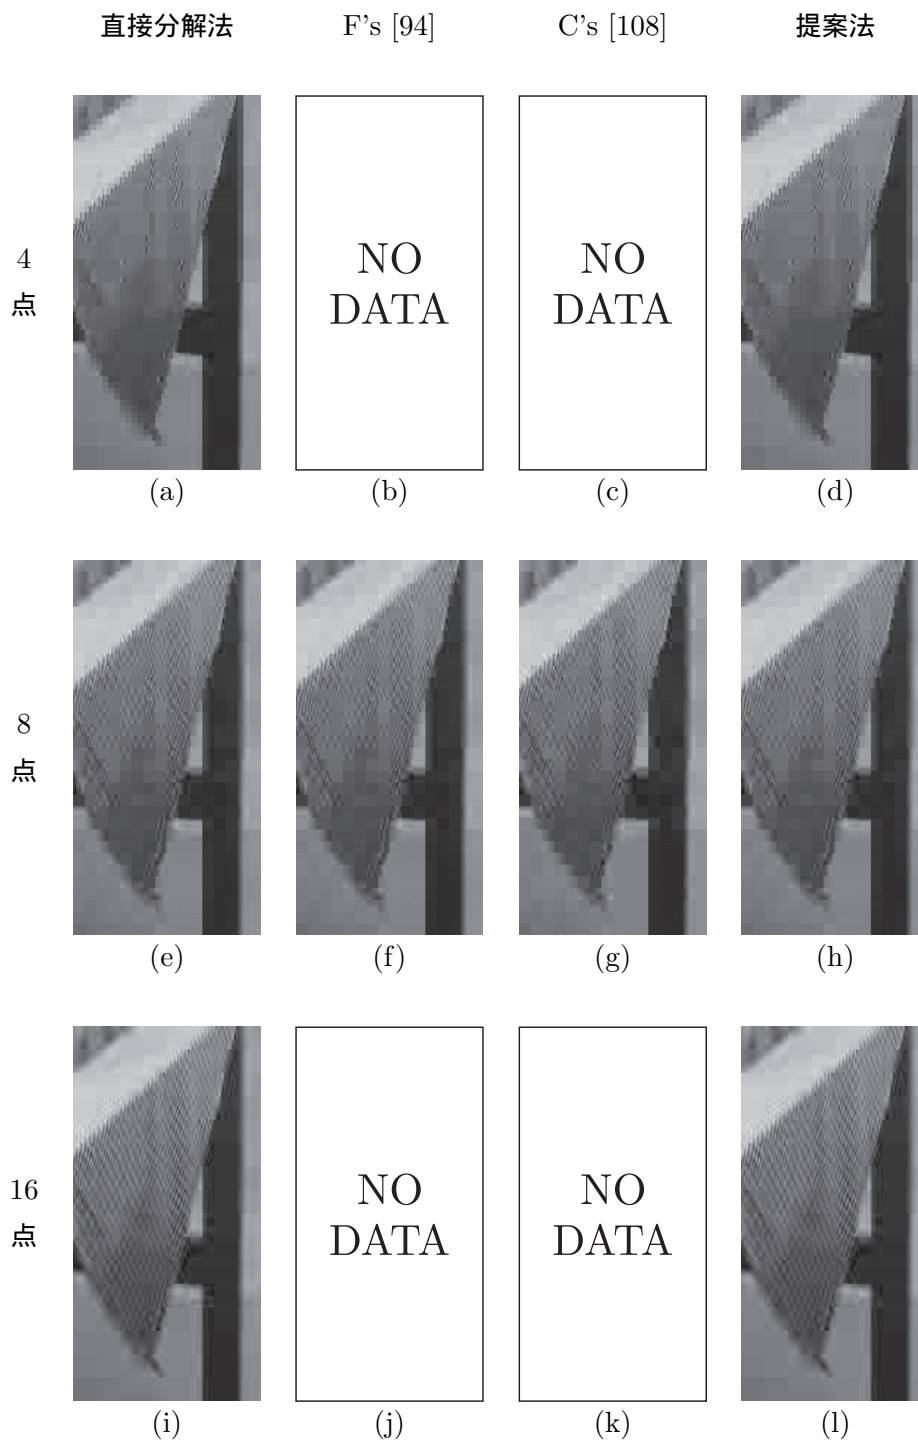 直接分解法 F's [94] C's [108] 提案法
4
点
NO
DATA
NO
DATA
(a) (b) (c) (d)
8
点
(e) (f) (g) (h)
16
点
NO
DATA
NO
DATA
(i) (j) (k) (l)